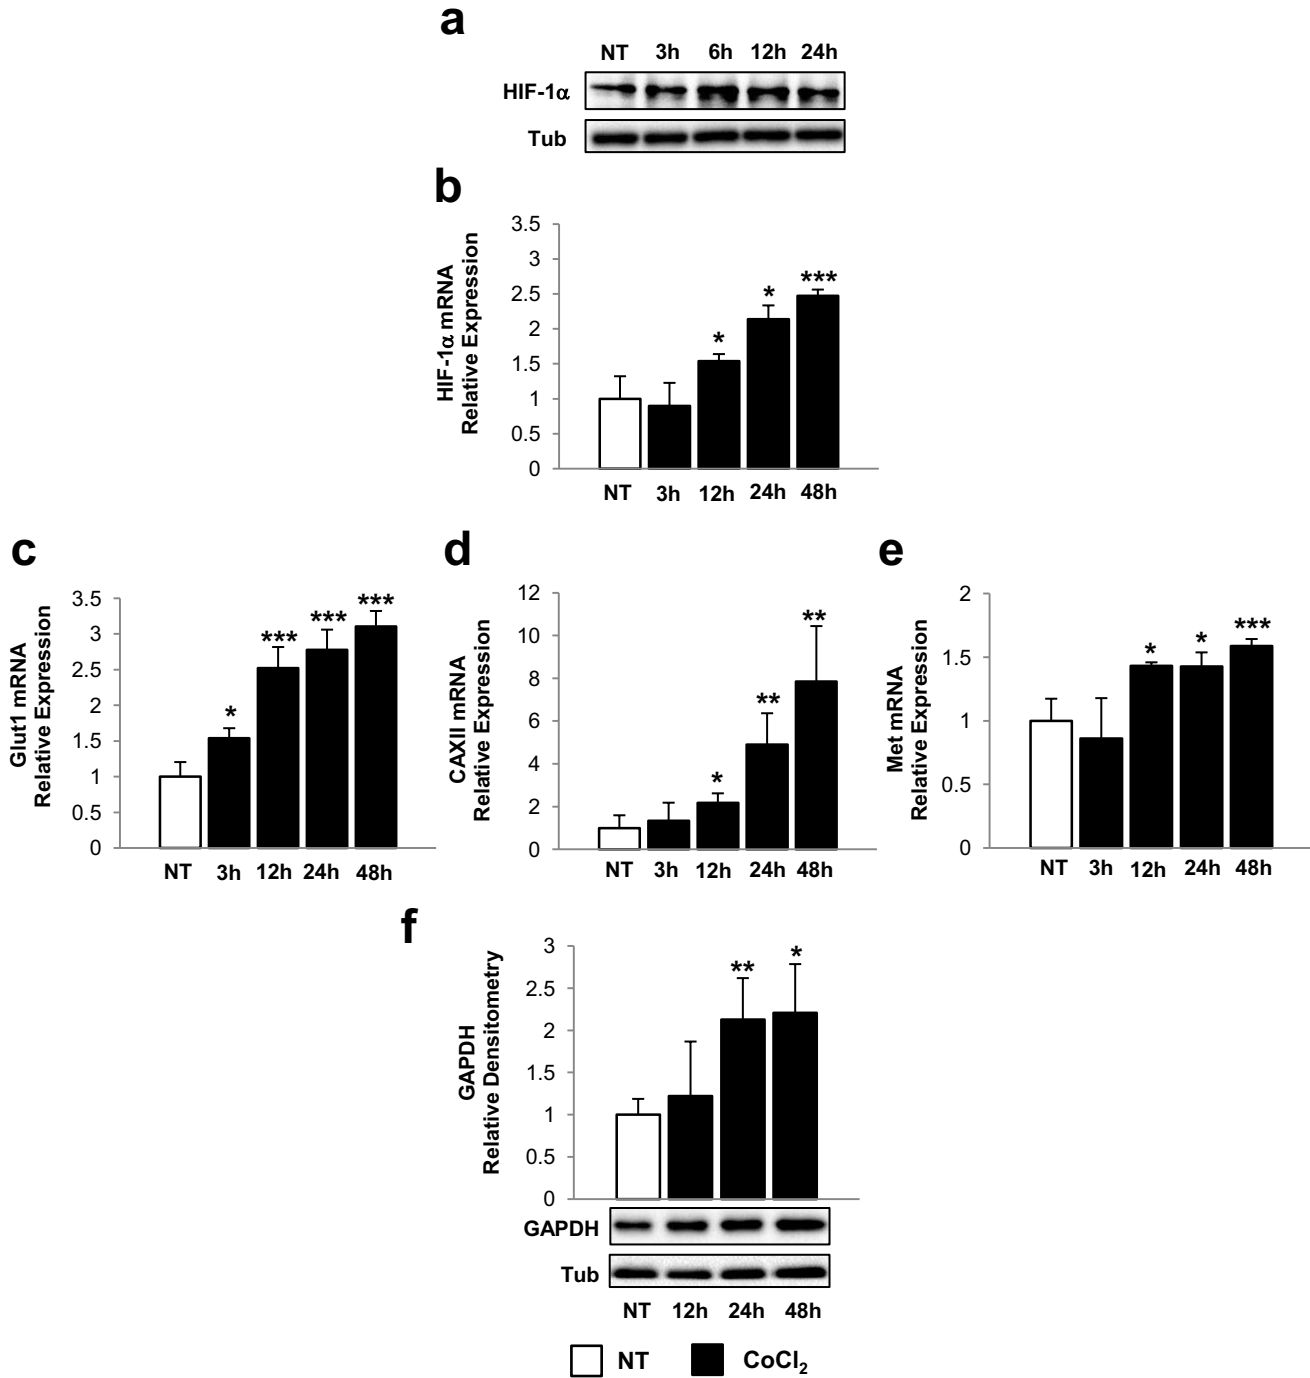 a
NT 3h 6h 12h 24h
HIF-1α
Tub
b
HIF-1α mRNA
Relative Expression
3.5
3
2.5
2
1.5
1
0.5
0
* * ***
NT 3h 12h 24h 48h
c
Glut1 mRNA
Relative Expression
3.5
3
2.5
2
1.5
1
0.5
0
* *** *** ***
NT 3h 12h 24h 48h
d
CAXII mRNA
Relative Expression
12
10
8
6
4
2
0
* ** **
NT 3h 12h 24h 48h
e
Met mRNA
Relative Expression
2
1.5
1
0.5
0
* * ***
NT 3h 12h 24h 48h
f
GAPDH
Relative Densitometry
3
2.5
2
1.5
1
0.5
0
** *
GAPDH
Tub
NT 12h 24h 48h
NT CoCl₂